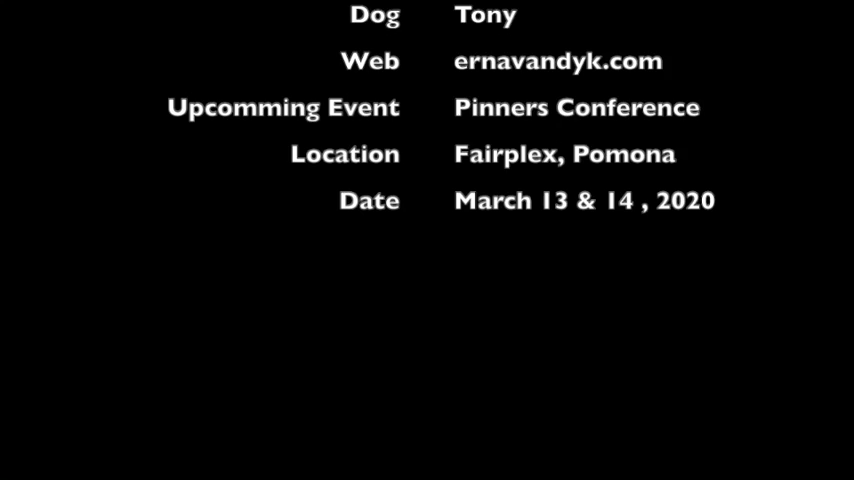 Dog Tony
Web ernavandyk.com
Upcomming Event Pinners Conference
Location Fairplex, Pomona
Date March 13 & 14 , 2020